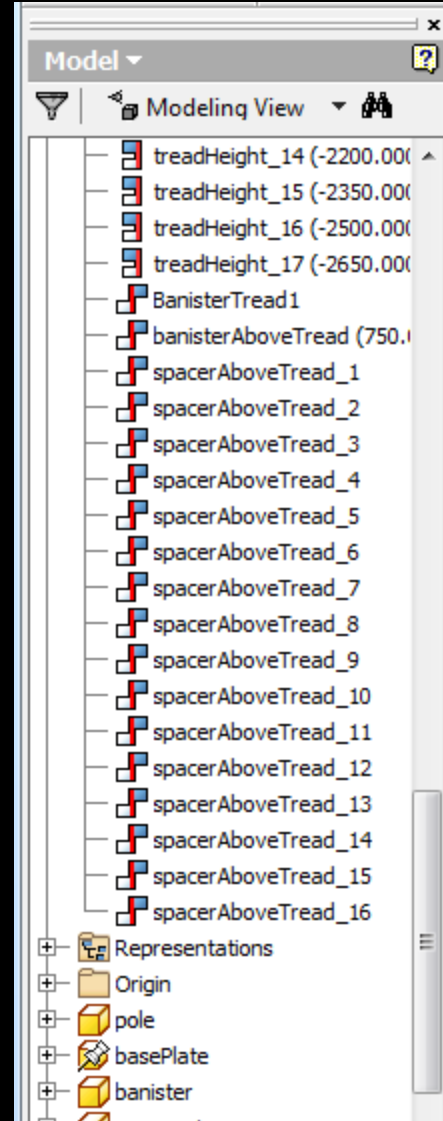 Model
Modeling View
treadHeight_14 (-2200.000
treadHeight_15 (-2350.000
treadHeight_16 (-2500.000
treadHeight_17 (-2650.000
BanisterTread1
banisterAboveTread (750.
spacerAboveTread_1
spacerAboveTread_2
spacerAboveTread_3
spacerAboveTread_4
spacerAboveTread_5
spacerAboveTread_6
spacerAboveTread_7
spacerAboveTread_8
spacerAboveTread_9
spacerAboveTread_10
spacerAboveTread_11
spacerAboveTread_12
spacerAboveTread_13
spacerAboveTread_14
spacerAboveTread_15
spacerAboveTread_16
Representations
Origin
pole
basePlate
banister